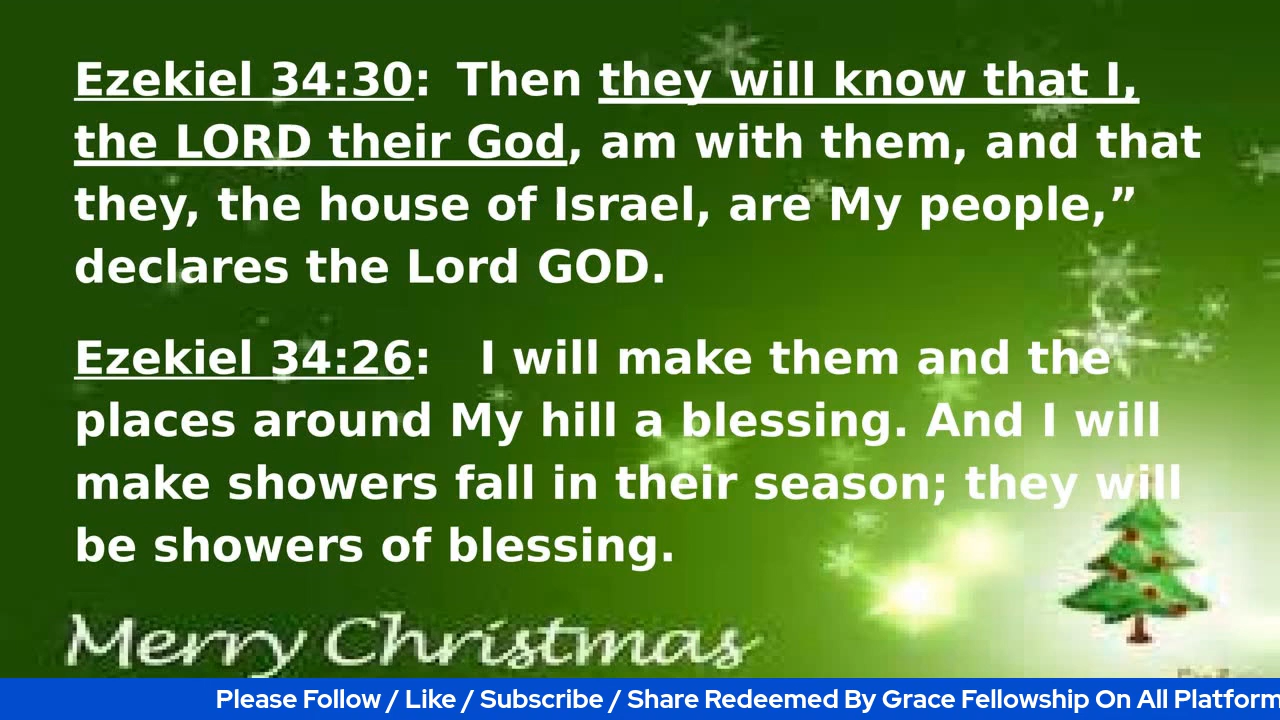 Ezekiel 34:30:  Then they will know that I,
the LORD their God, am with them, and that
they, the house of Israel, are My people,”
declares the Lord GOD.
Ezekiel 34:26:   I will make them and the
places around My hill a blessing. And I will
make showers fall in their season; they will
be showers of blessing.
Merry Christmas
Please Follow / Like / Subscribe / Share Redeemed By Grace Fellowship On All Platform